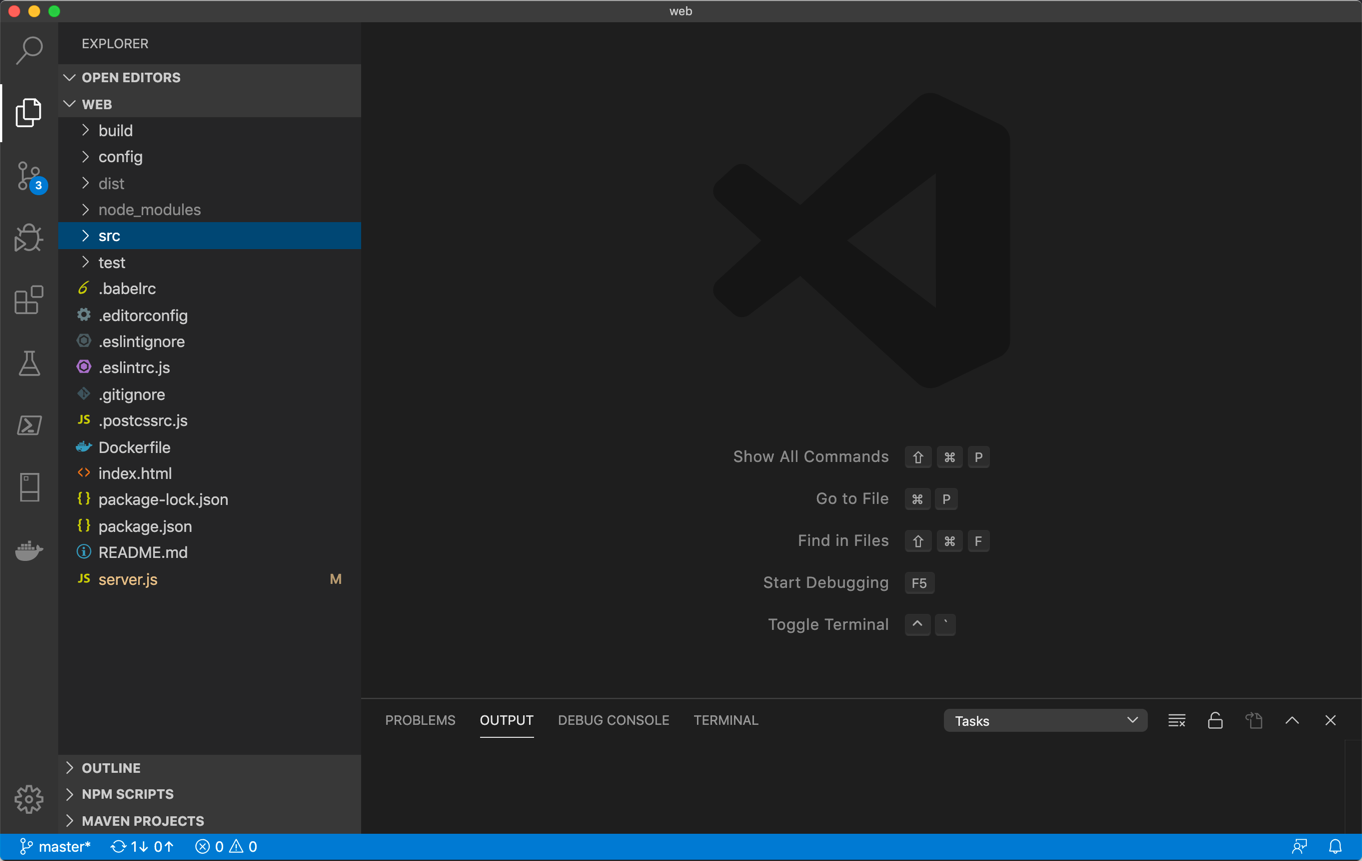 web
EXPLORER
OPEN EDITORS
WEB
build
config
dist
node_modules
src
test
.babelrc
.editorconfig
.eslintignore
.eslintrc.js
.gitignore
JS .postcssrc.js
Dockerfile
<> index.html
{ } package-lock.json
{ } package.json
README.md
JS server.js M
OUTLINE
NPM SCRIPTS
MAVEN PROJECTS
3
Show All Commands ⇧ ⌘ P
Go to File ⌘ P
Find in Files ⇧ ⌘ F
Start Debugging F5
Toggle Terminal ^ `
PROBLEMS OUTPUT DEBUG CONSOLE TERMINAL Tasks
master* 1↓ 0↑ 0 0